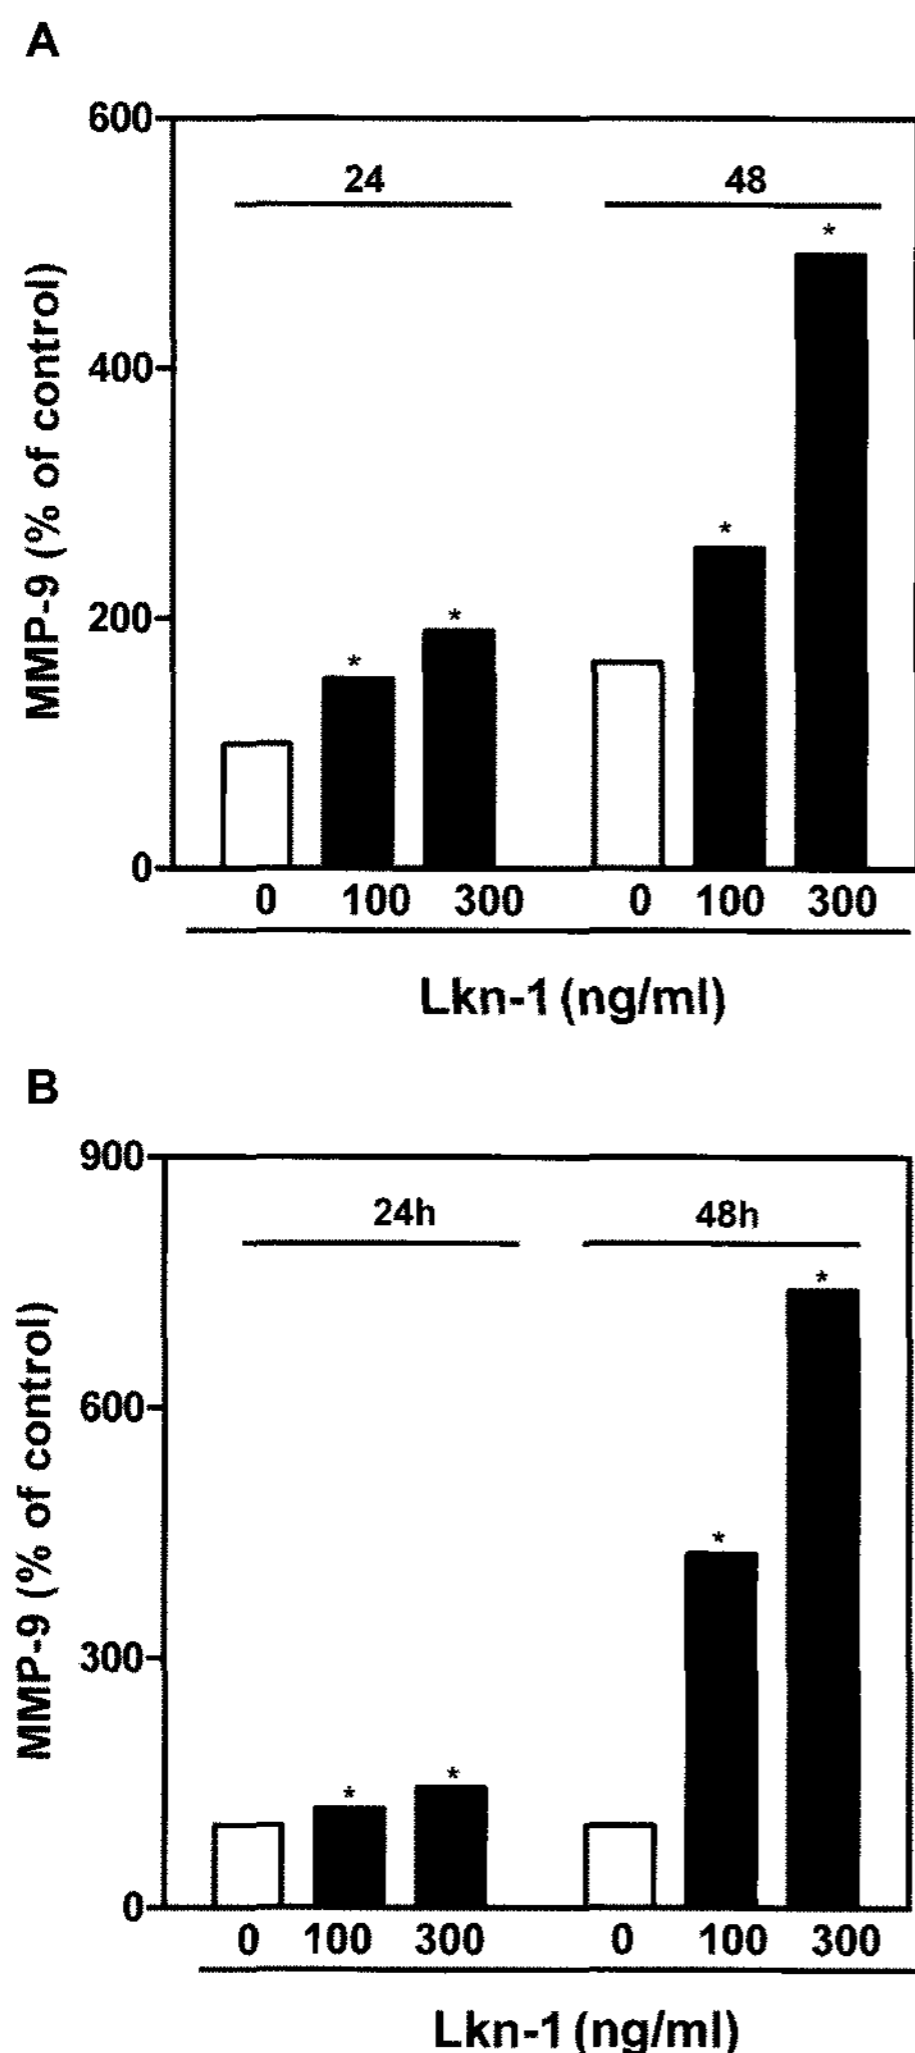 A
600
24 48
* 
400
*
200
* *
0
0 100 300 0 100 300
MMP-9 (% of control)
Lkn-1 (ng/ml)
B
900
24h 48h
*
600
*
300
* *
0
0 100 300 0 100 300
MMP-9 (% of control)
Lkn-1 (ng/ml)